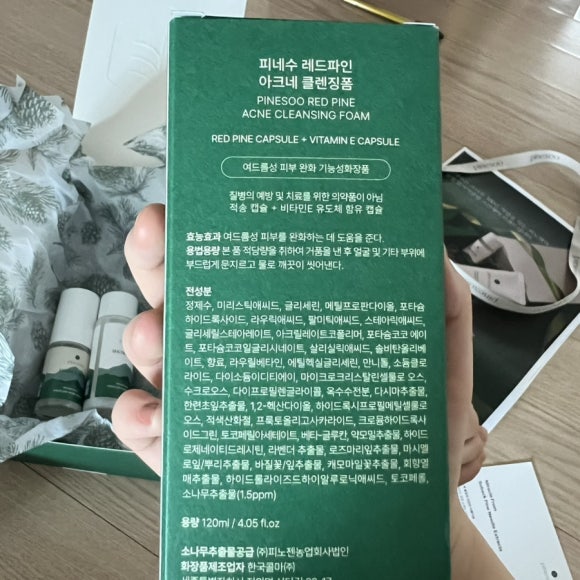 피네수 레드파인
아크네 클렌징폼
PINESOO RED PINE
ACNE CLEANSING FOAM
RED PINE CAPSULE + VITAMIN E CAPSULE
여드름성 피부 완화 기능성화장품
질병의 예방 및 치료를 위한 의약품이 아님
적송 캡슐 + 비타민E 유도체 함유 캡슐
효능효과 여드름성 피부를 완화하는 데 도움을 준다.
용법용량 본 품 적당량을 취하여 거품을 낸 후 얼굴 및 기타 부위에
부드럽게 문지르고 물로 깨끗이 씻어낸다.
전성분
정제수, 미리스틱애씨드, 글리세린, 메틸프로판다이올, 포타슘
하이드록사이드, 라우릭애씨드, 팔미틱애씨드, 스테아릭애씨드,
글리세릴스테아레이트, 아크릴레이트코폴리머, 포타슘코코에이
트, 포타슘코코일글리시네이트, 살리실릭애씨드, 솔비탄올리베
이트, 향료, 라우릴베타인, 에틸헥실글리세린, 만니톨, 소듐클로
라이드, 다이소듐이디티에이, 마이크로크리스탈린셀룰로오스,
수크로오스, 다이프로필렌글라이콜, 옥수수전분, 다시마추출물,
한련초잎추출물, 1,2-헥산다이올, 하이드록시프로필메틸셀룰로
오스, 적색산화철, 프룩토올리고사카라이드, 크로뮴하이드록사
이드그린, 토코페릴아세테이트, 베타-글루칸, 약모밀추출물, 하이드
로제네이티드레시틴, 라벤더 추출물, 로즈마리잎추출물, 마시멜
로잎/뿌리추출물, 바질꽃/잎추출물, 캐모마일꽃추출물, 회향열
매추출물, 하이드롤라이즈드하이알루로닉애씨드, 토코페롤,
소나무추출물(1.5ppm)
용량 120ml / 4.05 fl.oz
소나무추출물공급 (주)피노젠농업회사법인
화장품제조업자 한국콜마(주)
pinesoo